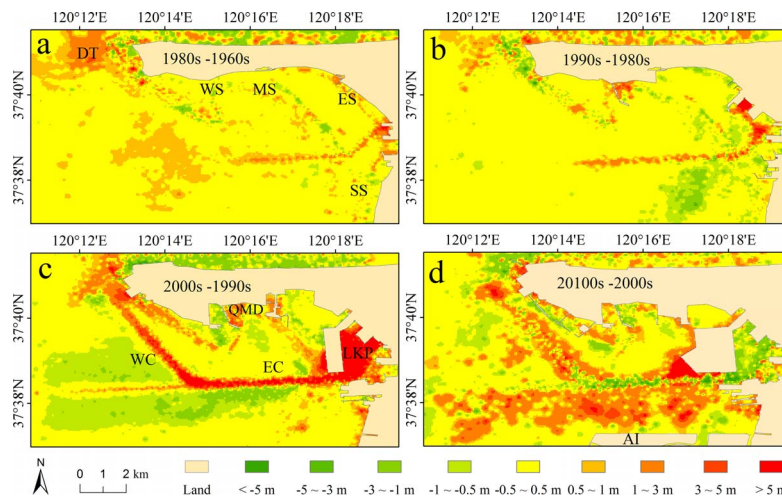 120°12'E 120°14'E 120°16'E 120°18'E 120°12'E 120°14'E 120°16'E 120°18'E
a 1980s -1960s DT WS MS ES SS 37°40'N 37°38'N
b 1990s -1980s 37°40'N 37°38'N
120°12'E 120°14'E 120°16'E 120°18'E 120°12'E 120°14'E 120°16'E 120°18'E
c 2000s -1990s QMD WC EC LKP 37°40'N 37°38'N
d 20100s -2000s AI 37°40'N 37°38'N
N 0 1 2 km
Land < -5 m -5 ~ -3 m -3 ~ -1 m -1 ~ -0.5 m -0.5 ~ 0.5 m 0.5 ~ 1 m 1 ~ 3 m 3 ~ 5 m > 5 m